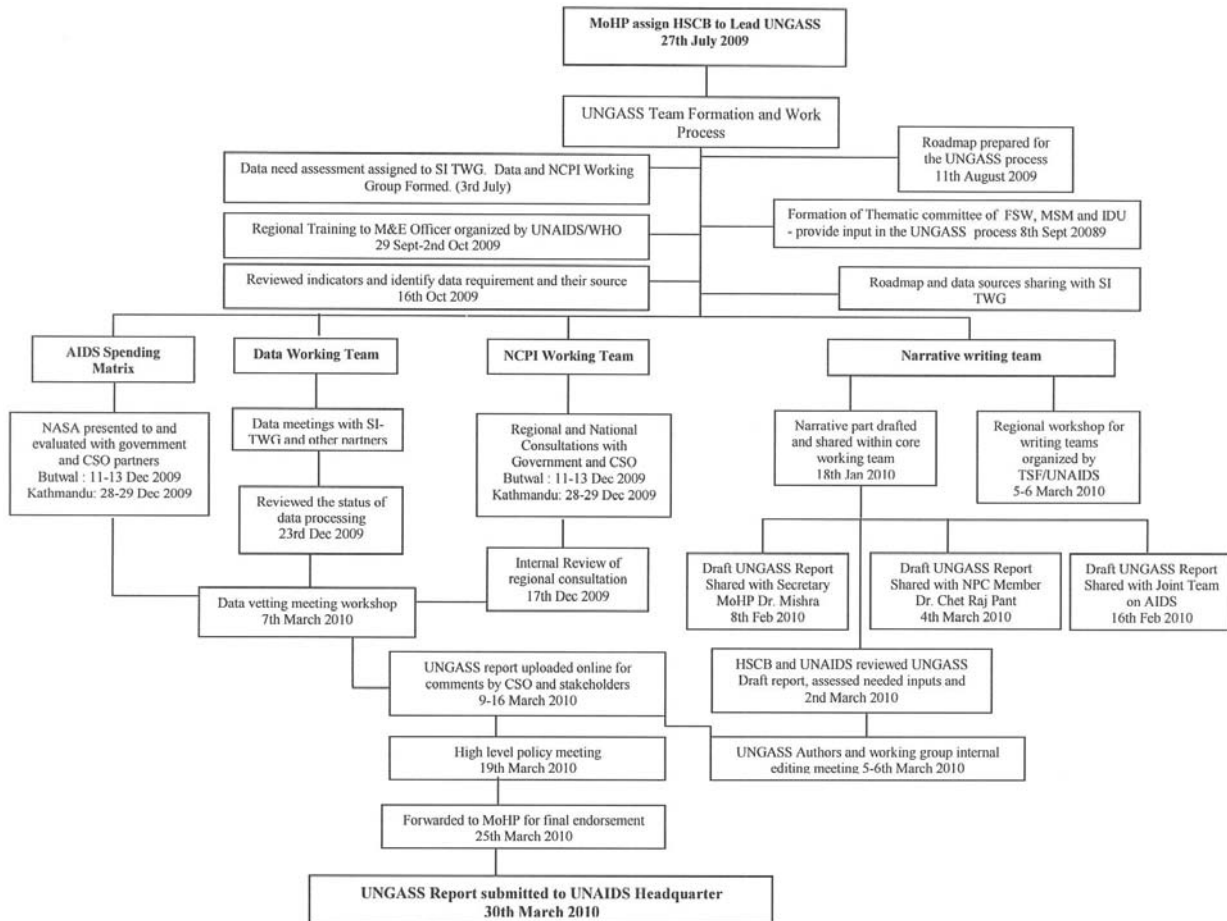 MoHP assign HSCB to Lead UNGASS
27th July 2009
UNGASS Team Formation and Work
Process
Roadmap prepared for
the UNGASS process
11th August 2009
Data need assessment assigned to SI TWG. Data and NCPI Working
Group Formed. (3rd July)
Formation of Thematic committee of FSW, MSM and IDU
- provide input in the UNGASS process 8th Sept 20089
Regional Training to M&E Officer organized by UNAIDS/WHO
29 Sept-2nd Oct 2009
Reviewed indicators and identify data requirement and their source
16th Oct 2009
Roadmap and data sources sharing with SI
TWG
AIDS Spending
Matrix
Data Working Team
NCPI Working Team
Narrative writing team
NASA presented to and
evaluated with government
and CSO partners
Butwal : 11-13 Dec 2009
Kathmandu: 28-29 Dec 2009
Data meetings with SI-
TWG and other partners
Regional and National
Consultations with
Government and CSO
Butwal : 11-13 Dec 2009
Kathmandu: 28-29 Dec 2009
Narrative part drafted
and shared within core
working team
18th Jan 2010
Regional workshop for
writing teams
organized by
TSF/UNAIDS
5-6 March 2010
Reviewed the status of
data processing
23rd Dec 2009
Internal Review of
regional consultation
17th Dec 2009
Draft UNGASS Report
Shared with Secretary
MoHP Dr. Mishra
8th Feb 2010
Draft UNGASS Report
Shared with NPC Member
Dr. Chet Raj Pant
4th March 2010
Draft UNGASS Report
Shared with Joint Team
on AIDS
16th Feb 2010
Data vetting meeting workshop
7th March 2010
UNGASS report uploaded online for
comments by CSO and stakeholders
9-16 March 2010
HSCB and UNAIDS reviewed UNGASS
Draft report, assessed needed inputs and
2nd March 2010
High level policy meeting
19th March 2010
UNGASS Authors and working group internal
editing meeting 5-6th March 2010
Forwarded to MoHP for final endorsement
25th March 2010
UNGASS Report submitted to UNAIDS Headquarter
30th March 2010